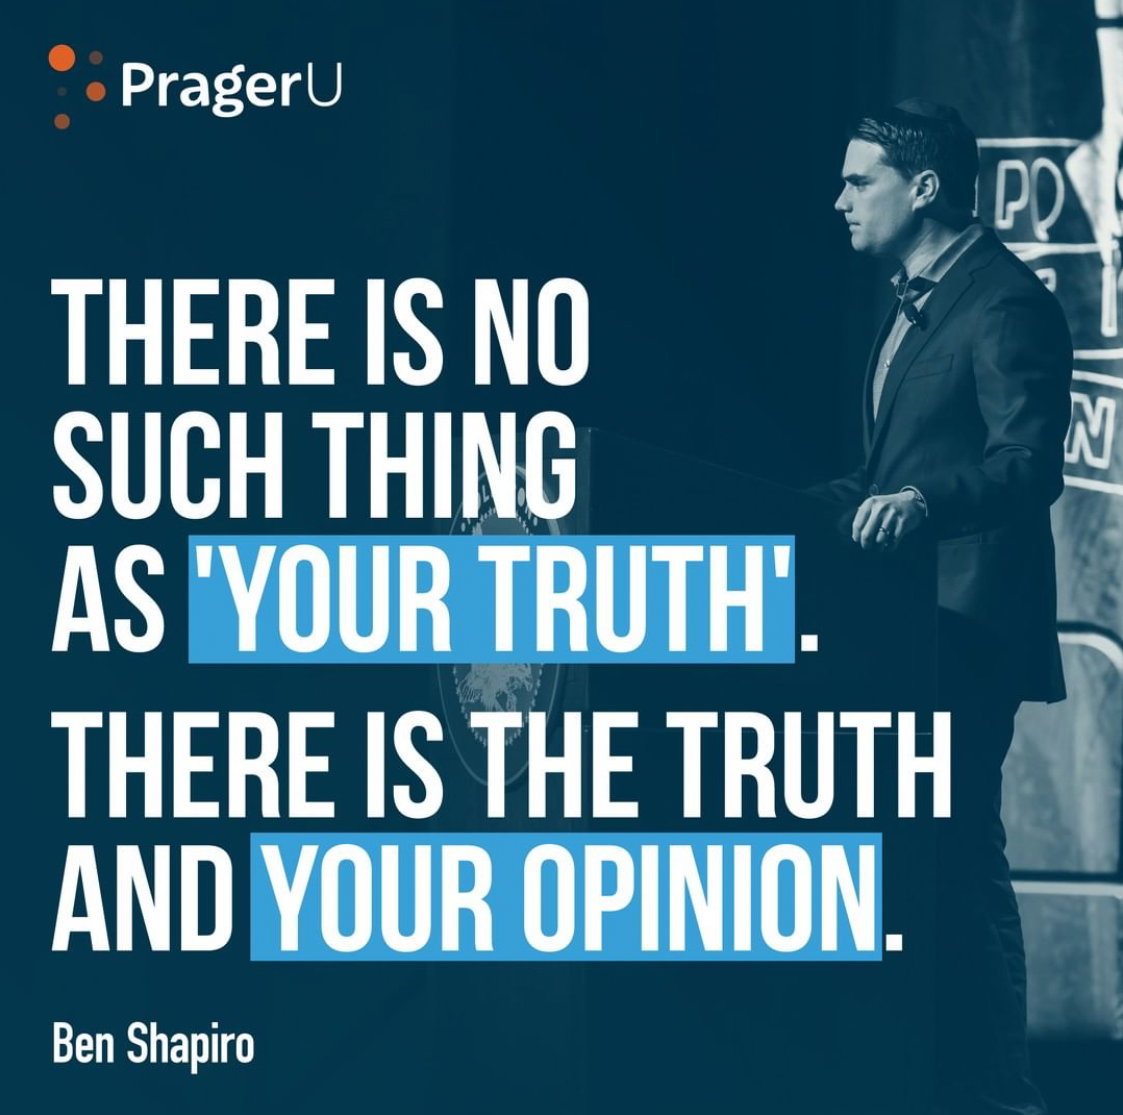 PragerU
THERE IS NO
SUCH THING
AS 'YOUR TRUTH'.
THERE IS THE TRUTH
AND YOUR OPINION.
Ben Shapiro